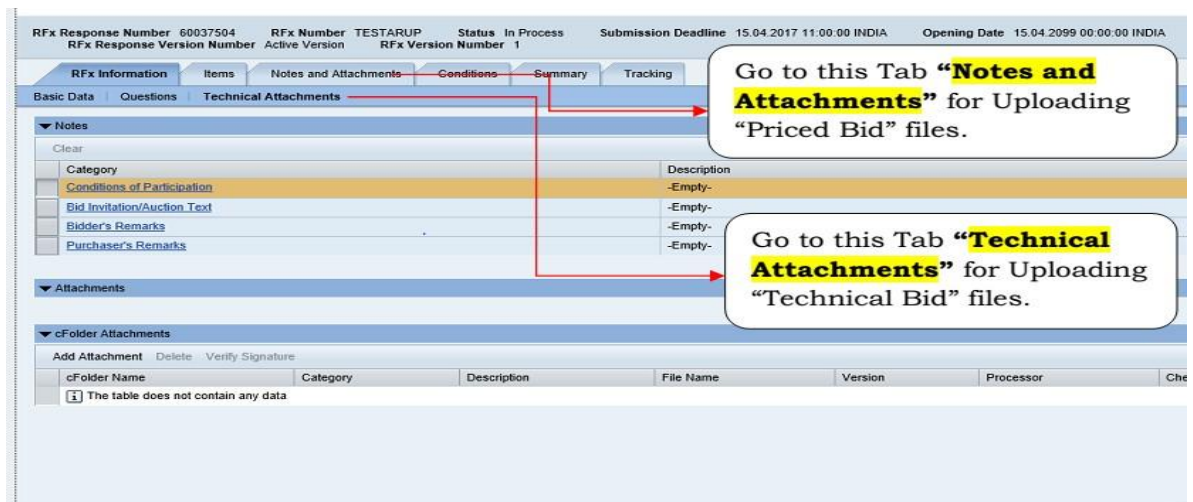 RFx Response Number 60037504 RFx Number TESTARUP Status In Process Submission Deadline 15.04.2017 11:00:00 INDIA Opening Date 15.04.2099 00:00:00 INDIA
RFx Response Version Number Active Version RFx Version Number 1
RFx Information Items Notes and Attachments Conditions Summary Tracking
Basic Data Questions Technical Attachments
Go to this Tab “Notes and
Attachments” for Uploading
“Priced Bid” files.
Notes
Clear
Category Description
Conditions of Participation -Empty-
Bid Invitation/Auction Text -Empty-
Bidder's Remarks -Empty-
Purchaser's Remarks -Empty-
Go to this Tab “Technical
Attachments” for Uploading
“Technical Bid” files.
Attachments
cFolder Attachments
Add Attachment Delete Verify Signature
cFolder Name Category Description File Name Version Processor Che
The table does not contain any data